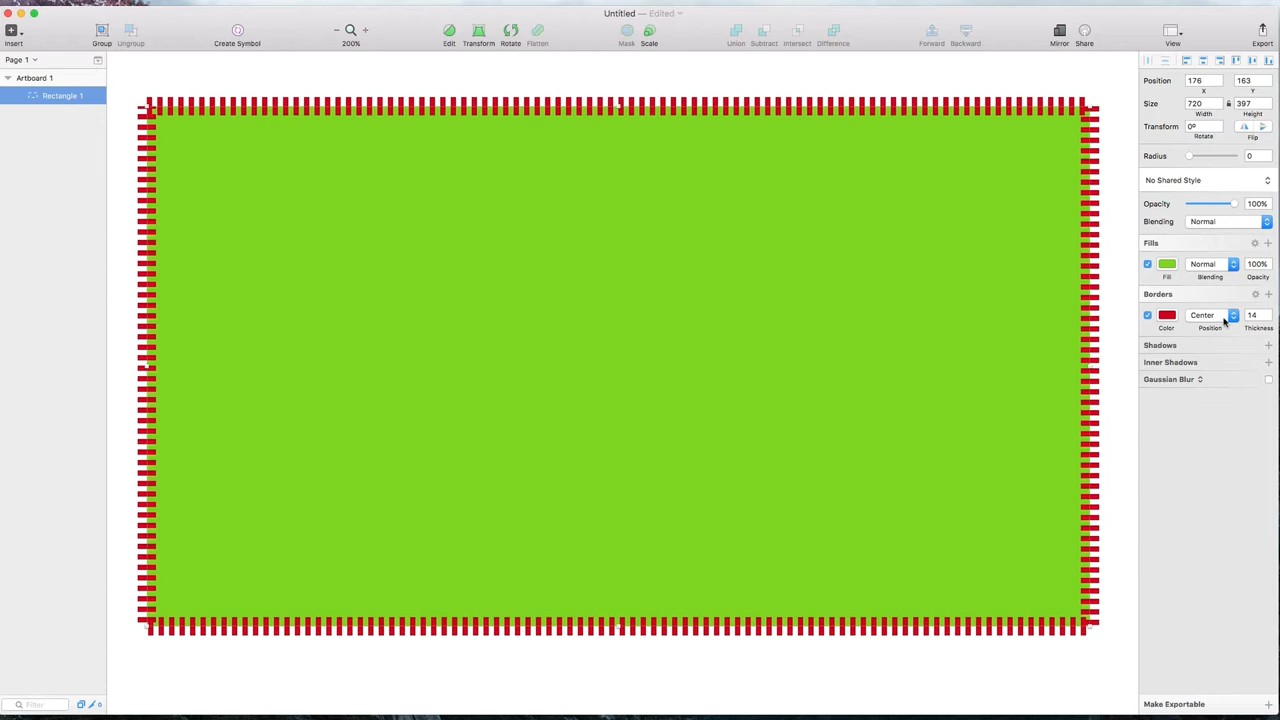 Untitled — Edited
Insert
Group
Ungroup
Create Symbol
200%
Edit
Transform
Rotate
Flatten
Mask
Scale
Union
Subtract
Intersect
Difference
Forward
Backward
Mirror
Share
View
Export
Page 1
Artboard 1
Rectangle 1
Position 176 163
X Y
Size 720 397
Width Height
Transform 0º
Rotate Flip
Radius 0
No Shared Style
Opacity 100%
Blending Normal
Fills
Normal 100%
Fill Blending Opacity
Borders
Center 14
Color Position Thickness
Shadows
Inner Shadows
Gaussian Blur
Filter
0
Make Exportable